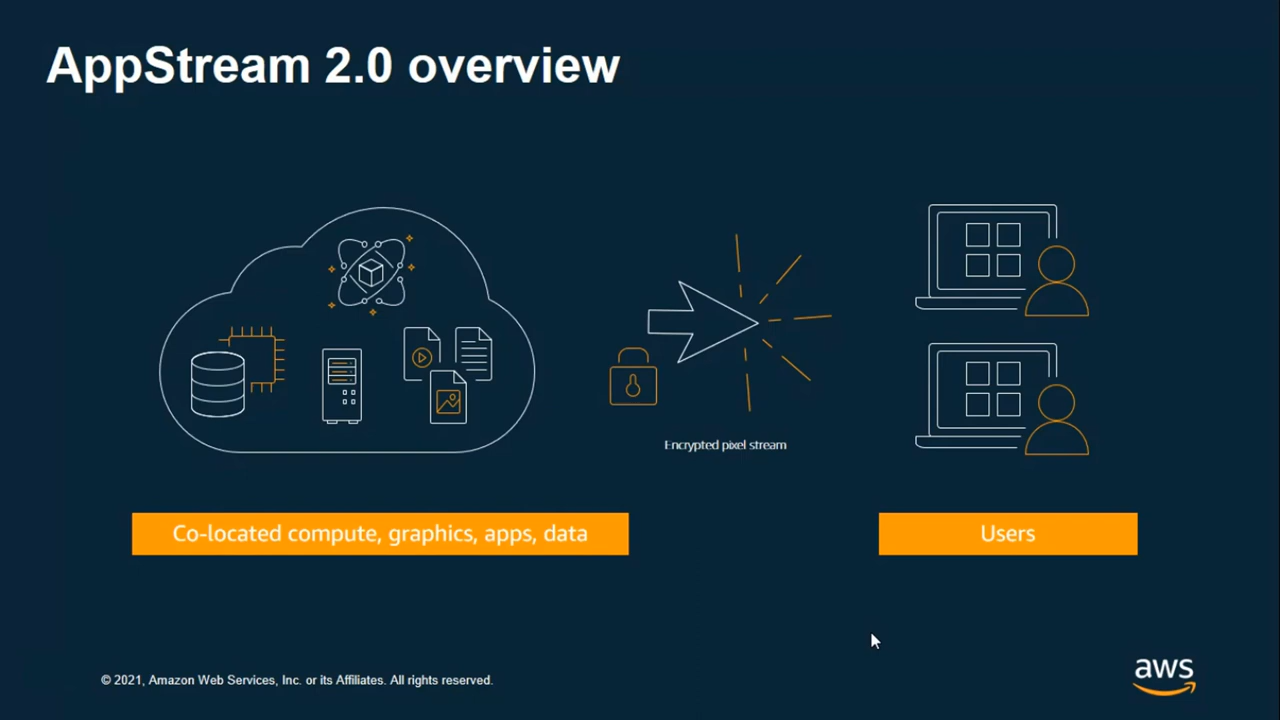 AppStream 2.0 overview
Encrypted pixel stream
Co-located compute, graphics, apps, data
Users
© 2021, Amazon Web Services, Inc. or its Affiliates. All rights reserved.
aws